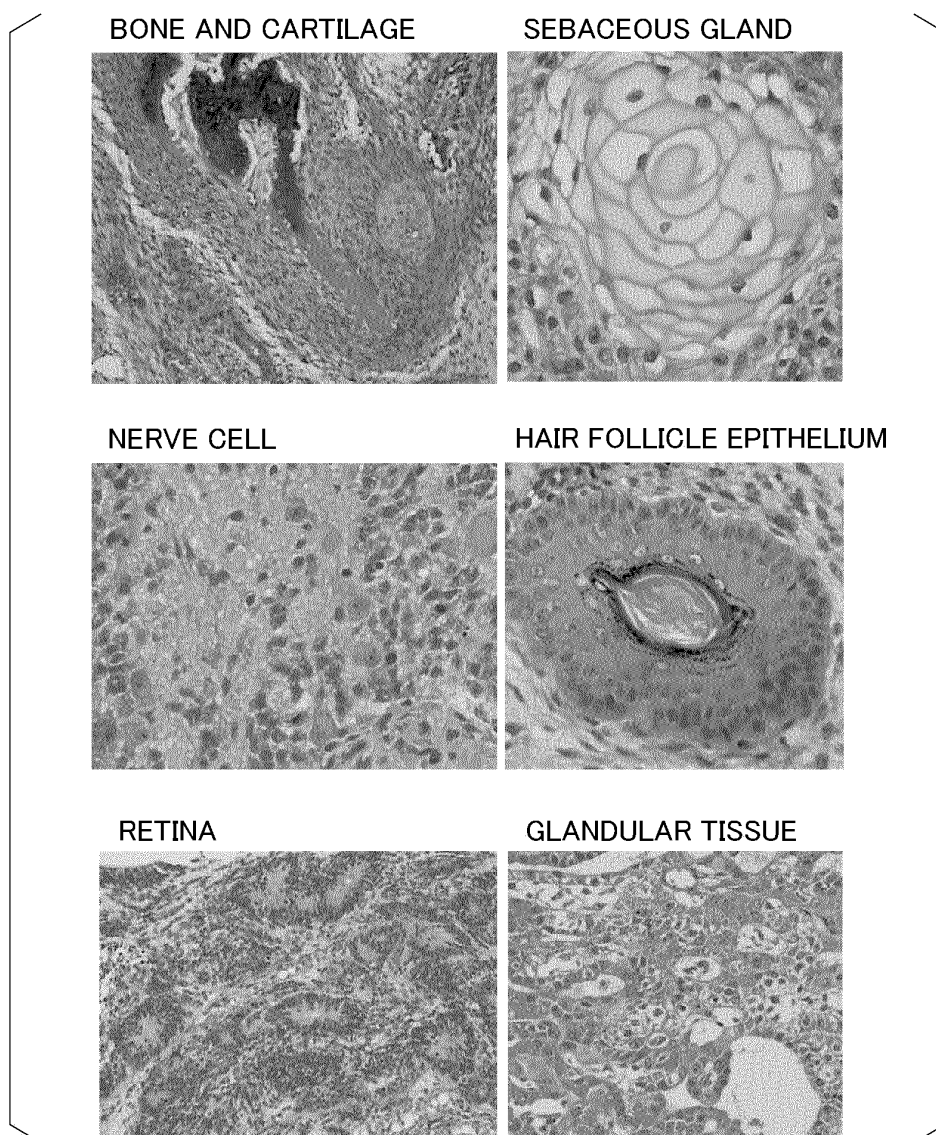 BONE AND CARTILAGE
SEBACEOUS GLAND
NERVE CELL
HAIR FOLLICLE EPITHELIUM
RETINA
GLANDULAR TISSUE